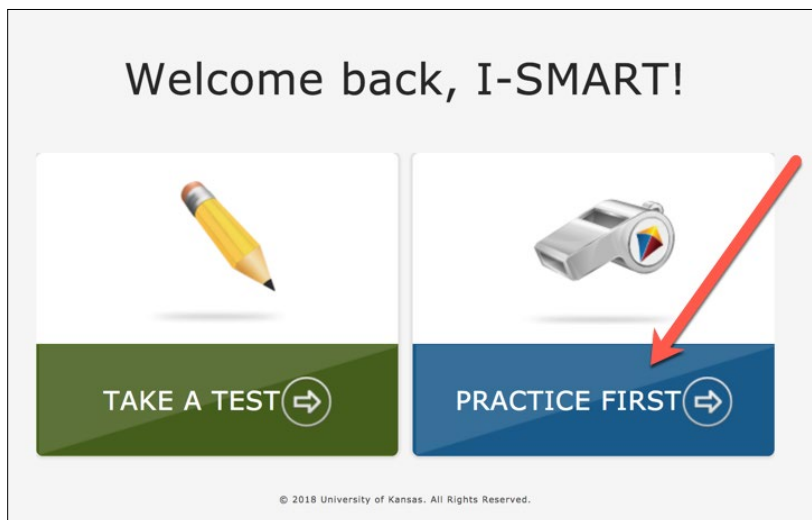 Welcome back, I-SMART!
TAKE A TEST
PRACTICE FIRST
© 2018 University of Kansas. All Rights Reserved.